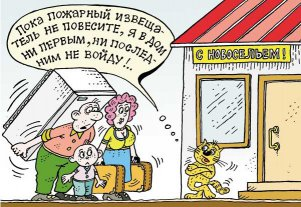 Пока пожарный извеща-
тель не повесите, я в дом
ни первым, ни послед-
ним не войду!.
С НОВОСЕЛЬЕМ!